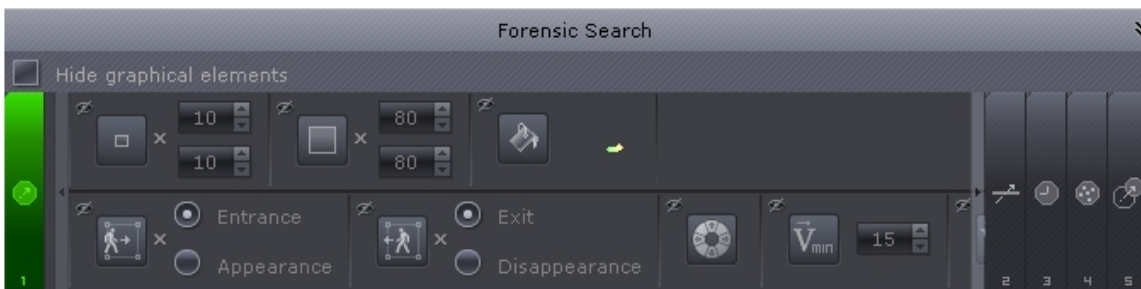 Forensic Search
Hide graphical elements
× 10 × 80
10 80
× Entrance × Exit
Vmin 15
Appearance Disappearance
1 2 3 4 5